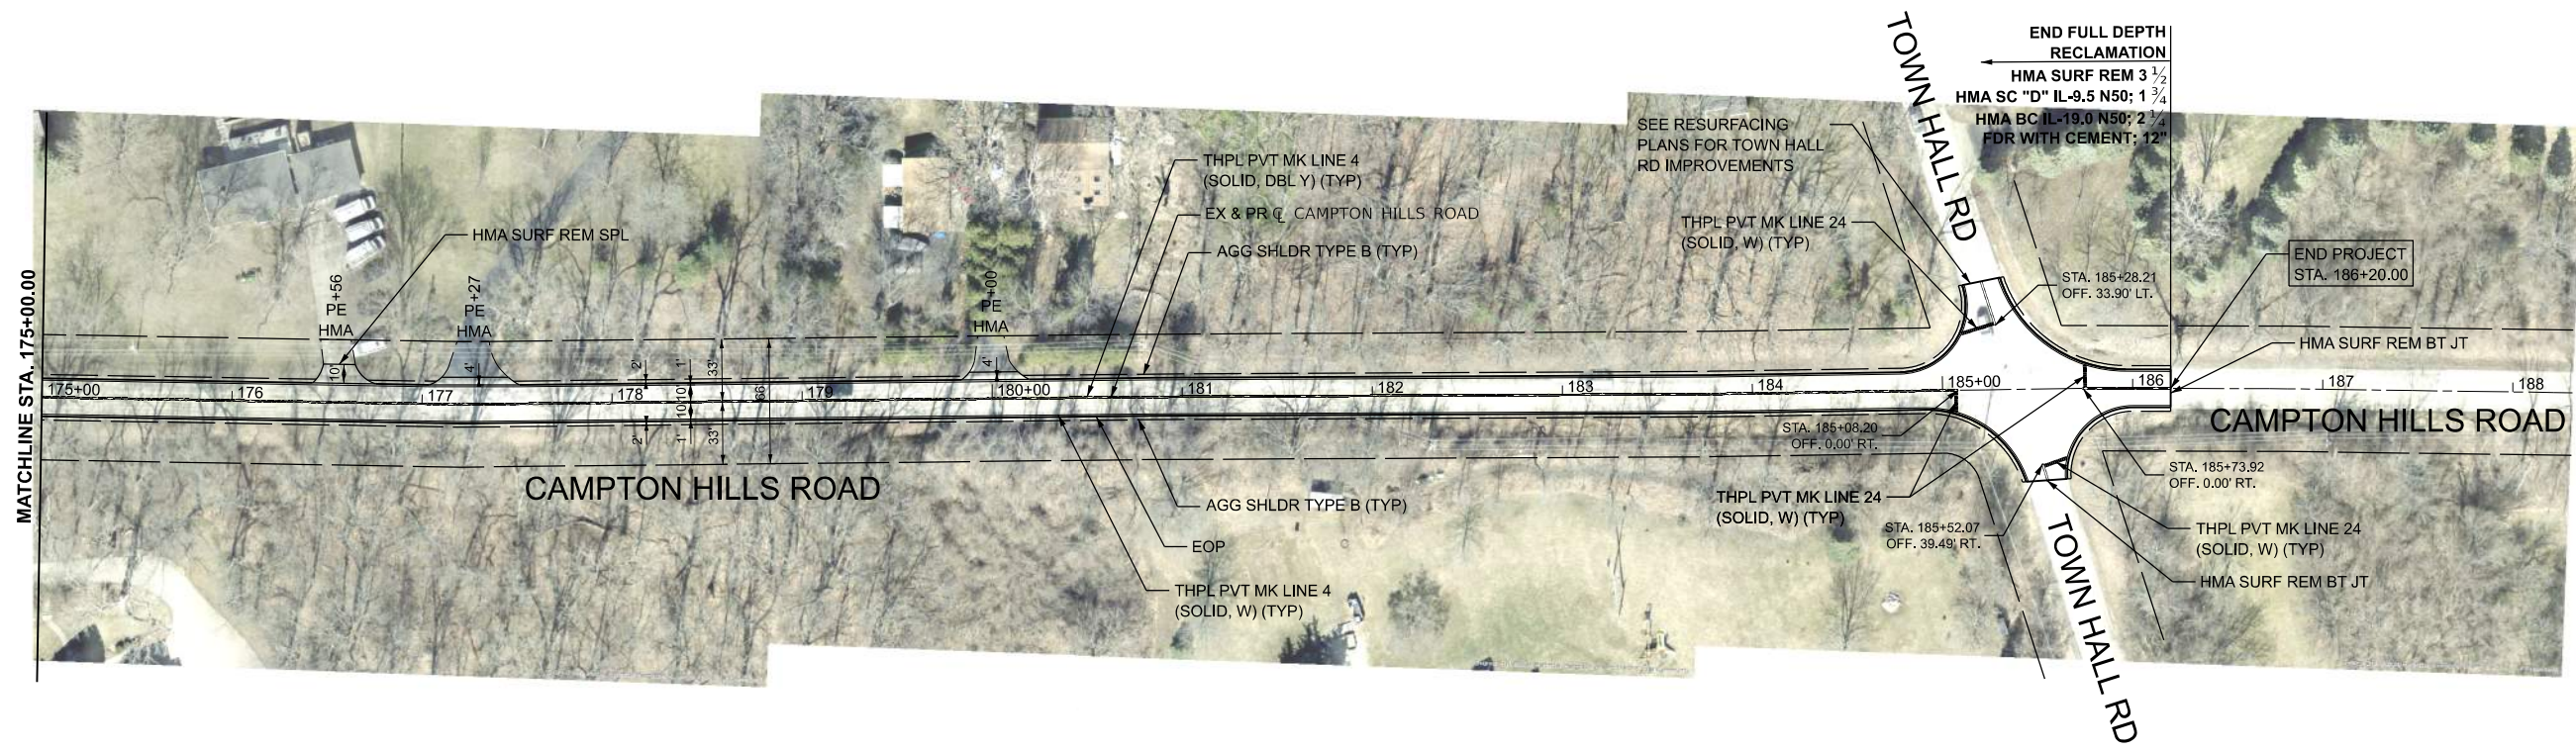 TOWN HALL RD
END FULL DEPTH
RECLAMATION
HMA SURF REM 3 ½
HMA SC "D" IL-9.5 N50; 1 ¾
HMA BC IL-19.0 N50; 2 ¼
FDR WITH CEMENT; 12"
SEE RESURFACING
PLANS FOR TOWN HALL
RD IMPROVEMENTS
THPL PVT MK LINE 24
(SOLID, W) (TYP)
THPL PVT MK LINE 4
(SOLID, DBL Y) (TYP)
EX & PR ℄ CAMPTON HILLS ROAD
AGG SHLDR TYPE B (TYP)
HMA SURF REM SPL
PE +56
HMA
PE +27
HMA
PE +00
HMA
END PROJECT
STA. 186+20.00
STA. 185+28.21
OFF. 33.90' LT.
HMA SURF REM BT JT
MATCHLINE STA. 175+00.00
10'
4'
2'
1'
33'
4'
175+00
176
177
178
179
180+00
181
182
183
184
185+00
186
187
188
10'
10'
66'
2'
1'
33'
CAMPTON HILLS ROAD
CAMPTON HILLS ROAD
STA. 185+08.20
OFF. 0.00' RT.
STA. 185+73.92
OFF. 0.00' RT.
THPL PVT MK LINE 24
(SOLID, W) (TYP)
STA. 185+52.07
OFF. 39.49' RT.
AGG SHLDR TYPE B (TYP)
EOP
THPL PVT MK LINE 4
(SOLID, W) (TYP)
THPL PVT MK LINE 24
(SOLID, W) (TYP)
HMA SURF REM BT JT
TOWN HALL RD